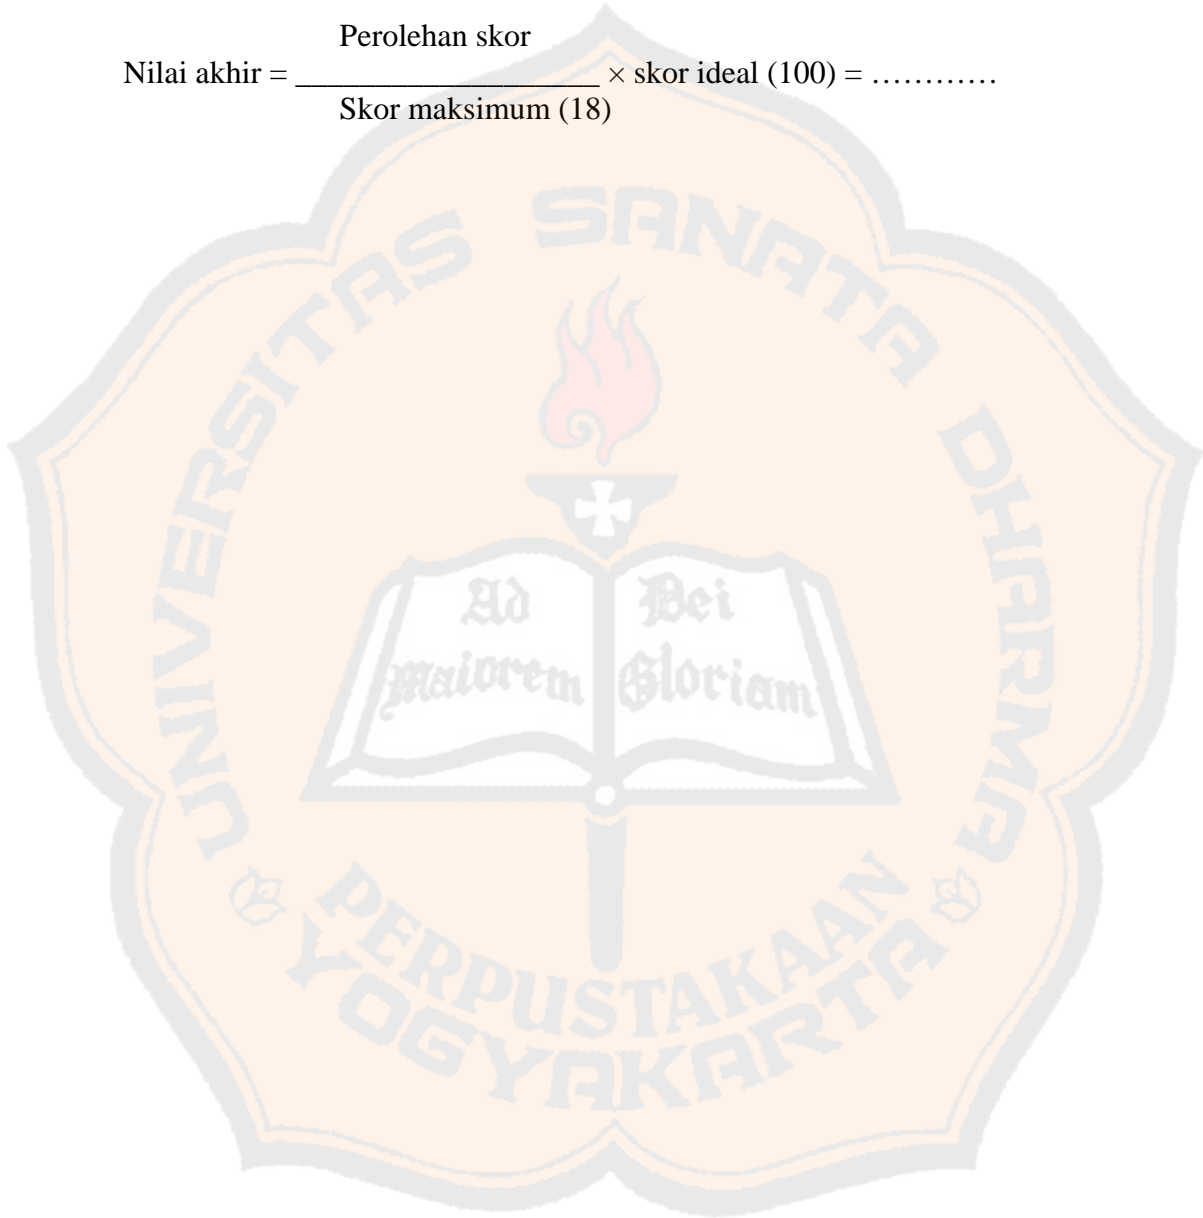 Perolehan skor
Nilai akhir = ___________________ × skor ideal (100) = …………
Skor maksimum (18)
UNIVERSITAS SANATA DHARMA
Ad Dei
Maiorem Gloriam
PERPUSTAKAAN
YOGYAKARTA